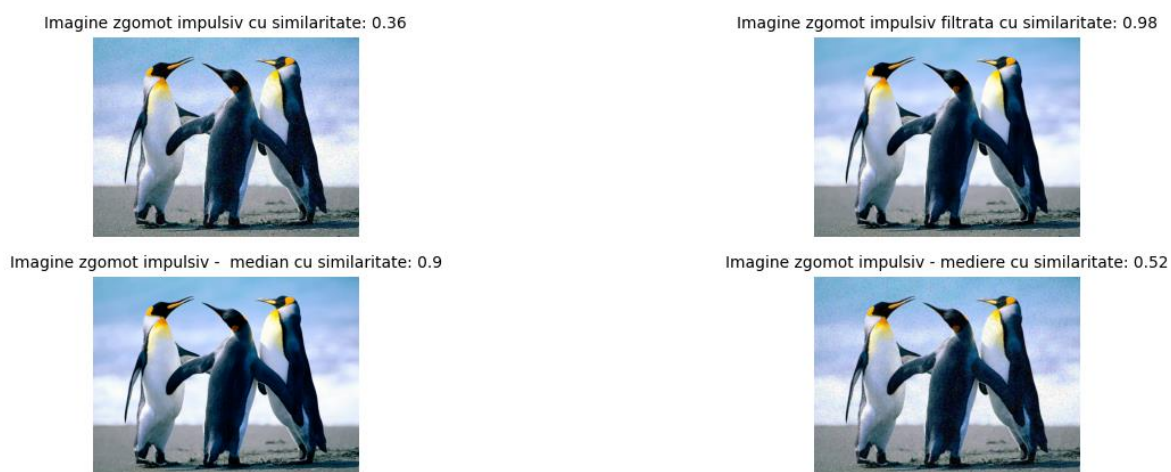 Imagine zgomot impulsiv cu similaritate: 0.36
Imagine zgomot impulsiv filtrata cu similaritate: 0.98
Imagine zgomot impulsiv -  median cu similaritate: 0.9
Imagine zgomot impulsiv - mediere cu similaritate: 0.52